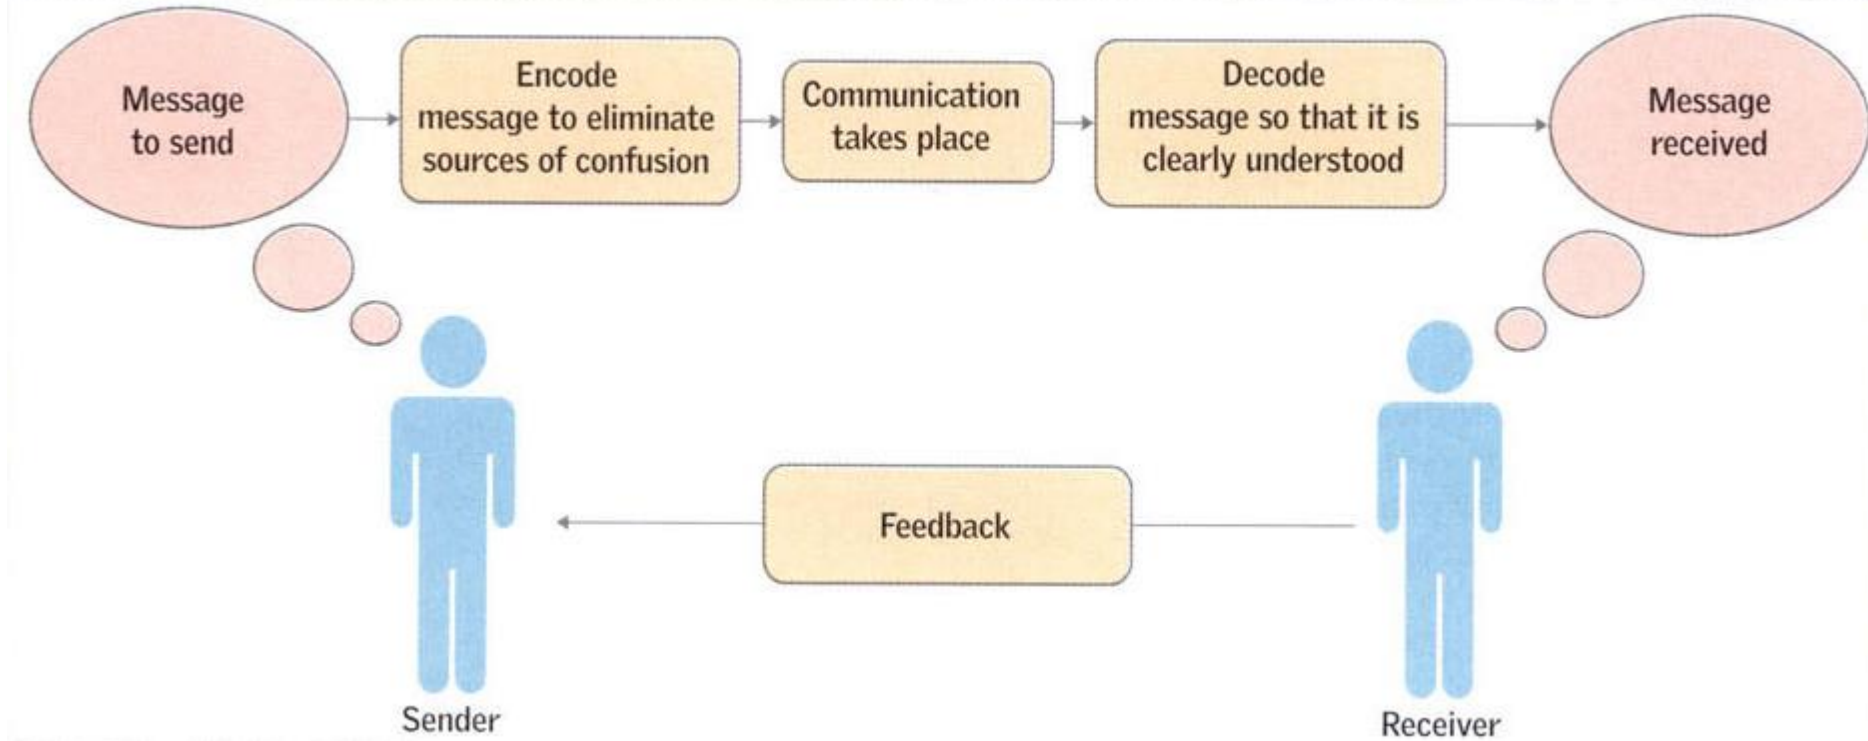 Message
to send
Encode
message to eliminate
sources of confusion
Communication
takes place
Decode
message so that it is
clearly understood
Message
received
Feedback
Sender
Receiver